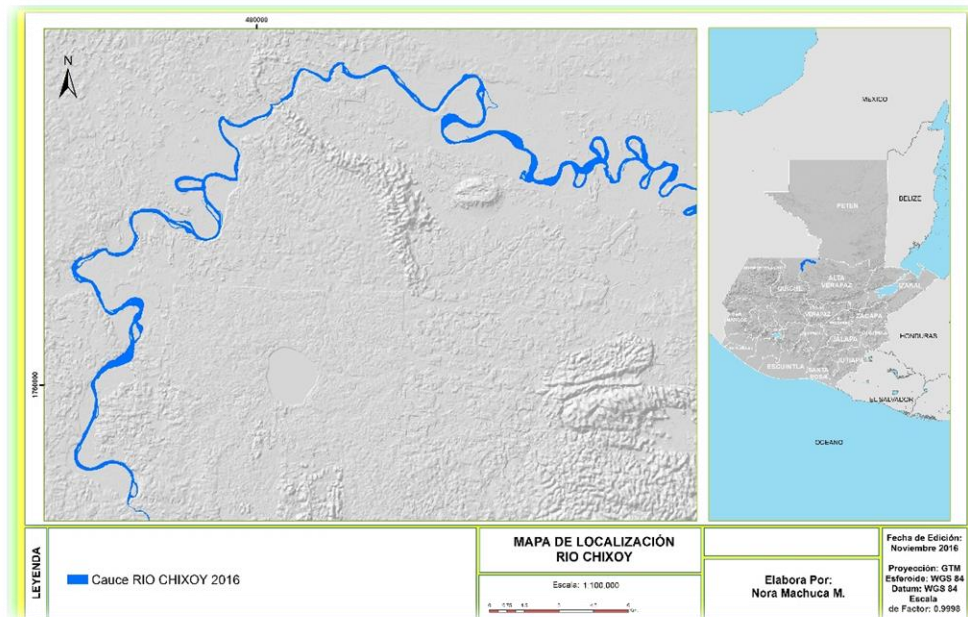 480000
N
1760000
MEXICO
PETEN
BELIZE
QUICHE
ALTA
VERAPAZ
IZABAL
VERAPAZ
ZACAPA
HONDURAS
JALAPA
JUTIAPA
ESCUINTLA
SANTA
ROSA
EL SALVADOR
OCEANO
LEYENDA
Cauce RIO CHIXOY 2016
MAPA DE LOCALIZACIÓN
RIO CHIXOY
Escala: 1:100,000
Elabora Por:
Nora Machuca M.
Fecha de Edición:
Noviembre 2016
Proyección: GTM
Esferoide: WGS 84
Datum: WGS 84
Escala
de Factor: 0.9998